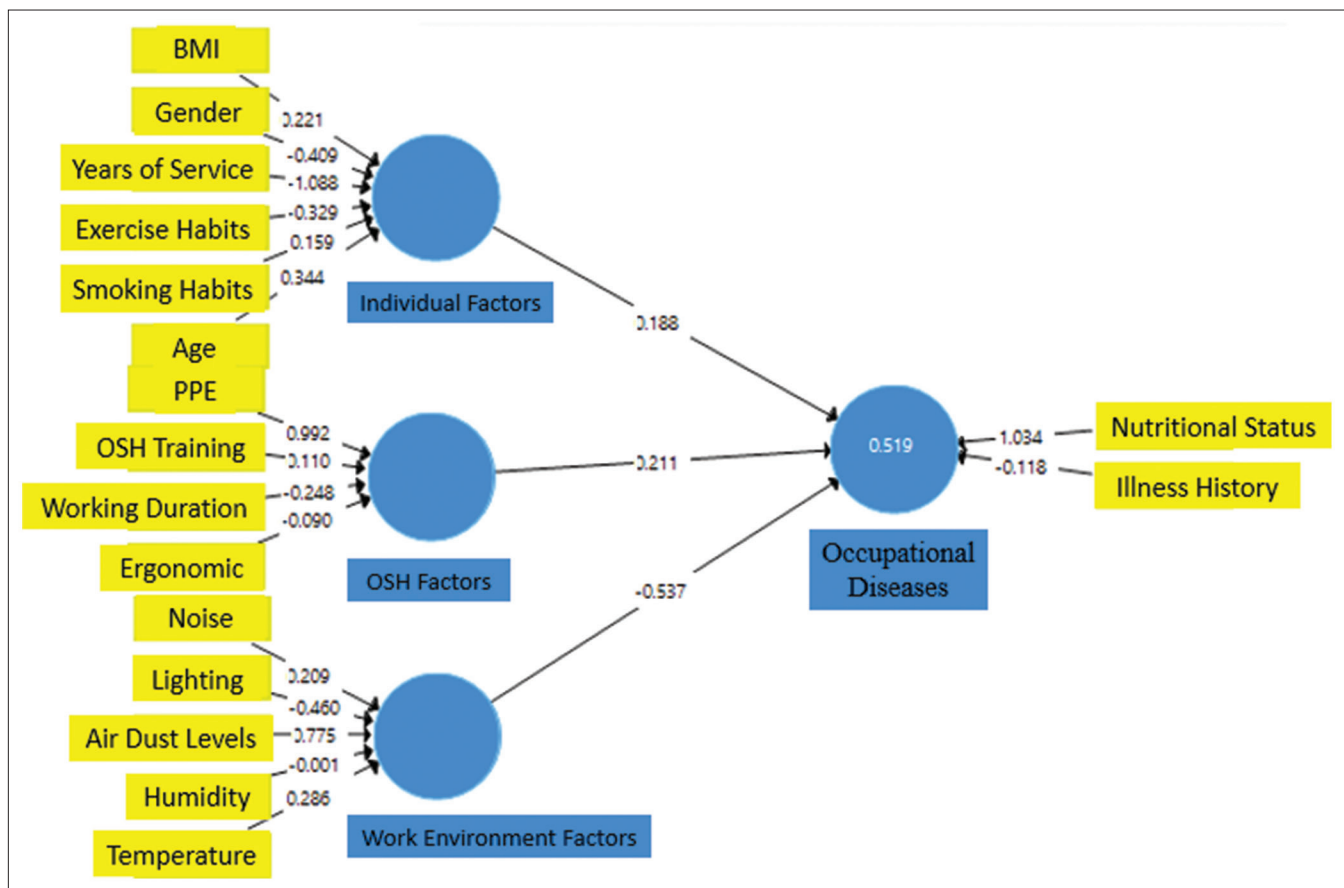 BMI
Gender
Years of Service
Exercise Habits
Smoking Habits
Age
0.221
-0.409
-1.088
-0.329
0.159
0.344
Individual Factors
0.188
PPE
OSH Training
Working Duration
Ergonomic
0.992
0.110
-0.248
-0.090
OSH Factors
0.211
Noise
Lighting
Air Dust Levels
Humidity
Temperature
0.209
-0.460
0.775
-0.001
0.286
Work Environment Factors
-0.537
0.519
Occupational
Diseases
1.034
-0.118
Nutritional Status
Illness History